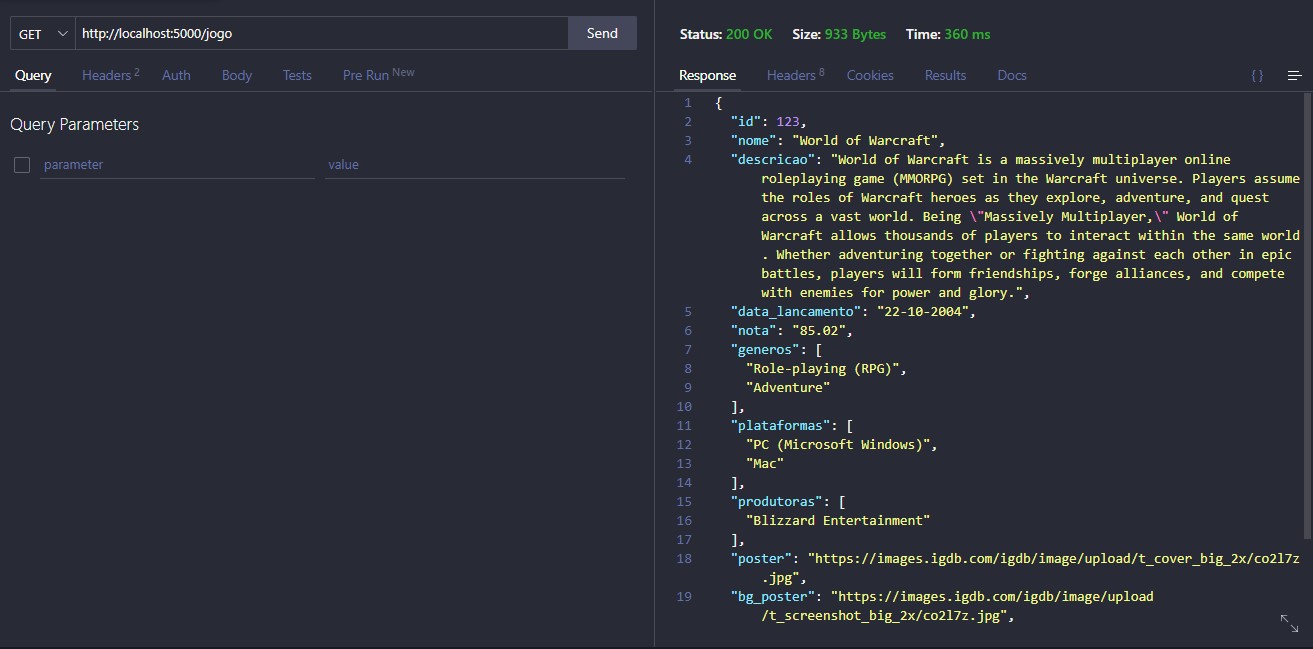 GET
http://localhost:5000/jogo
Send
Query Headers 2 Auth Body Tests Pre Run New
Query Parameters
parameter value
Status: 200 OK Size: 933 Bytes Time: 360 ms
Response Headers 8 Cookies Results Docs { }
1 {
2 "id": 123,
3 "nome": "World of Warcraft",
4 "descricao": "World of Warcraft is a massively multiplayer online
roleplaying game (MMORPG) set in the Warcraft universe. Players assume
the roles of Warcraft heroes as they explore, adventure, and quest
across a vast world. Being \"Massively Multiplayer,\" World of
Warcraft allows thousands of players to interact within the same world
. Whether adventuring together or fighting against each other in epic
battles, players will form friendships, forge alliances, and compete
with enemies for power and glory.",
5 "data_lancamento": "22-10-2004",
6 "nota": "85.02",
7 "generos": [
8 "Role-playing (RPG)",
9 "Adventure"
10 ],
11 "plataformas": [
12 "PC (Microsoft Windows)",
13 "Mac"
14 ],
15 "produtoras": [
16 "Blizzard Entertainment"
17 ],
18 "poster": "https://images.igdb.com/igdb/image/upload/t_cover_big_2x/co2l7z
.jpg",
19 "bg_poster": "https://images.igdb.com/igdb/image/upload
/t_screenshot_big_2x/co2l7z.jpg",